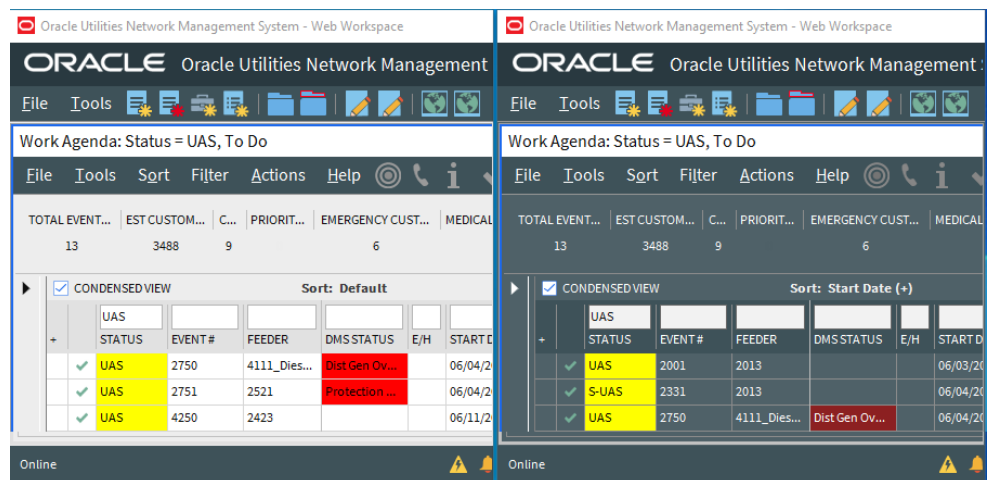 Oracle Utilities Network Management System - Web Workspace
ORACLE Oracle Utilities Network Management
File Tools
Work Agenda: Status = UAS, To Do
File Tools Sort Filter Actions Help
TOTAL EVENT... EST CUSTOM... C... PRIORIT... EMERGENCY CUST... MEDICAL
13 3488 9 6
CONDENSED VIEW Sort: Default
UAS
+ STATUS EVENT # FEEDER DMS STATUS E/H START D
UAS 2750 4111_Dies... Dist Gen Ov... 06/04/2
UAS 2751 2521 Protection ... 06/04/2
UAS 4250 2423 06/11/2
Online
Oracle Utilities Network Management System - Web Workspace
ORACLE Oracle Utilities Network Management
File Tools
Work Agenda: Status = UAS, To Do
File Tools Sort Filter Actions Help
TOTAL EVENT... EST CUSTOM... C... PRIORIT... EMERGENCY CUST... MEDICAL
13 3488 9 6
CONDENSED VIEW Sort: Start Date (+)
UAS
+ STATUS EVENT # FEEDER DMS STATUS E/H START D
UAS 2001 2013 06/03/20
S-UAS 2331 2013 06/04/20
UAS 2750 4111_Dies... Dist Gen Ov... 06/04/20
Online